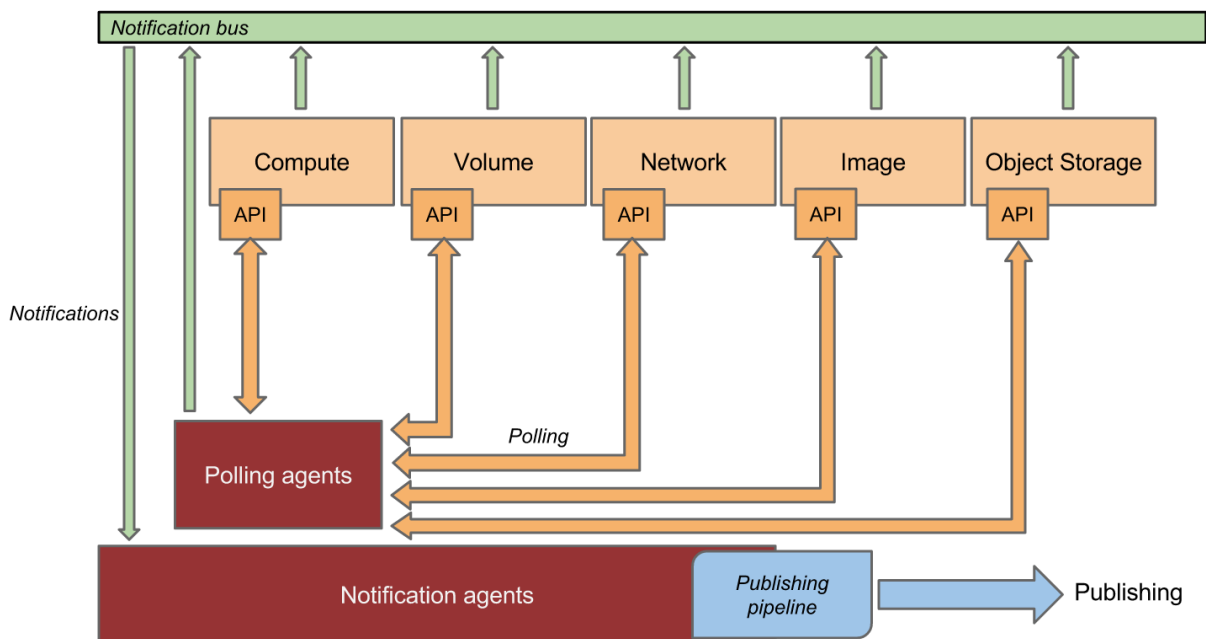 Notification bus
Compute
Volume
Network
Image
Object Storage
API
API
API
API
API
Notifications
Polling
Polling agents
Notification agents
Publishing
pipeline
Publishing